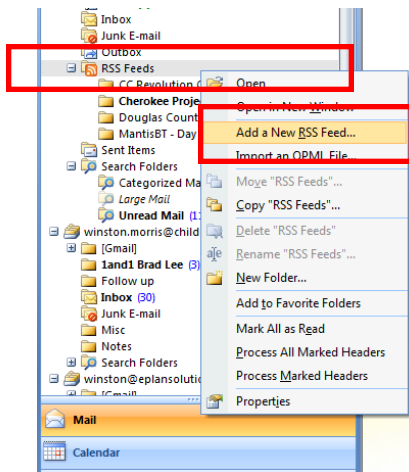 Inbox
Junk E-mail
Outbox
RSS Feeds
CC Revolution C
Cherokee Proje
Douglas Count
MantisBT - Day
Sent Items
Search Folders
Categorized Ma
Large Mail
Unread Mail (1
winston.morris@child
[Gmail]
1and1 Brad Lee (3)
Follow up
Inbox (30)
Junk E-mail
Misc
Notes
Search Folders
winston@eplansolutio
[Gmail]
Mail
Calendar
Open
Open in New Window
Add a New RSS Feed...
Import an OPML File...
Move "RSS Feeds"...
Copy "RSS Feeds"...
Delete "RSS Feeds"
Rename "RSS Feeds"...
New Folder...
Add to Favorite Folders
Mark All as Read
Process All Marked Headers
Process Marked Headers
Properties